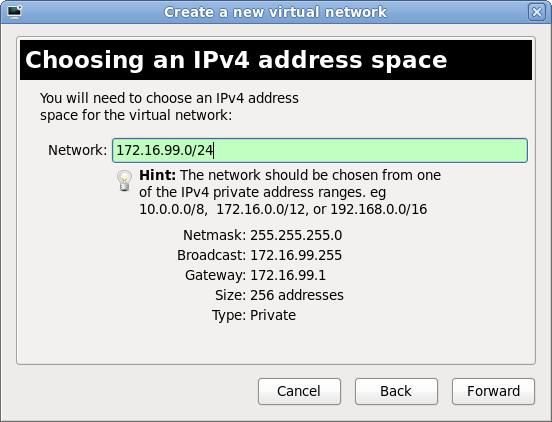 Create a new virtual network
Choosing an IPv4 address space
You will need to choose an IPv4 address
space for the virtual network:
Network: 172.16.99.0/24
Hint: The network should be chosen from one
of the IPv4 private address ranges. eg
10.0.0.0/8,  172.16.0.0/12, or 192.168.0.0/16
Netmask: 255.255.255.0
Broadcast: 172.16.99.255
Gateway: 172.16.99.1
Size: 256 addresses
Type: Private
Cancel Back Forward